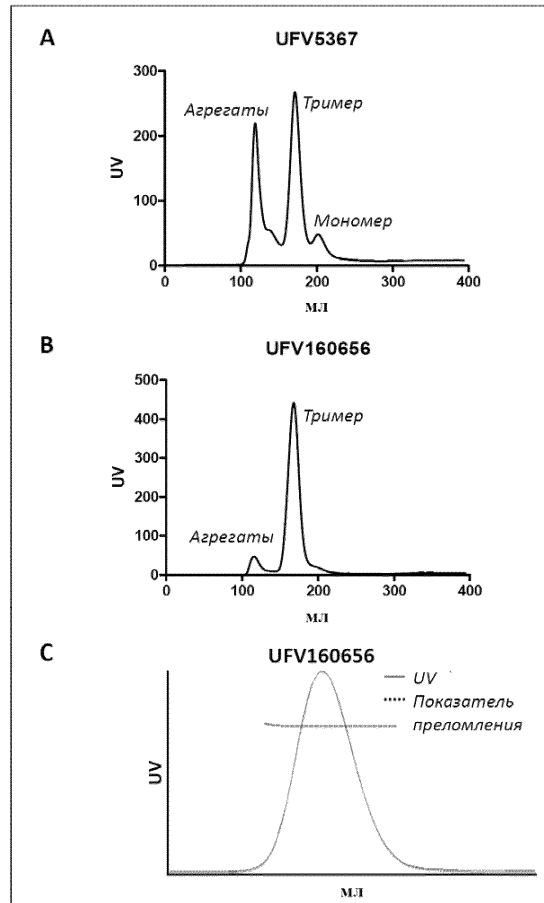 A
UFV5367
300
200
100
0
UV
Агрегаты
Тример
Мономер
0
100
200
300
400
мл
B
UFV160656
500
400
300
200
100
0
UV
Агрегаты
Тример
0
100
200
300
400
мл
C
UFV160656
UV
Показатель
преломления
UV
мл